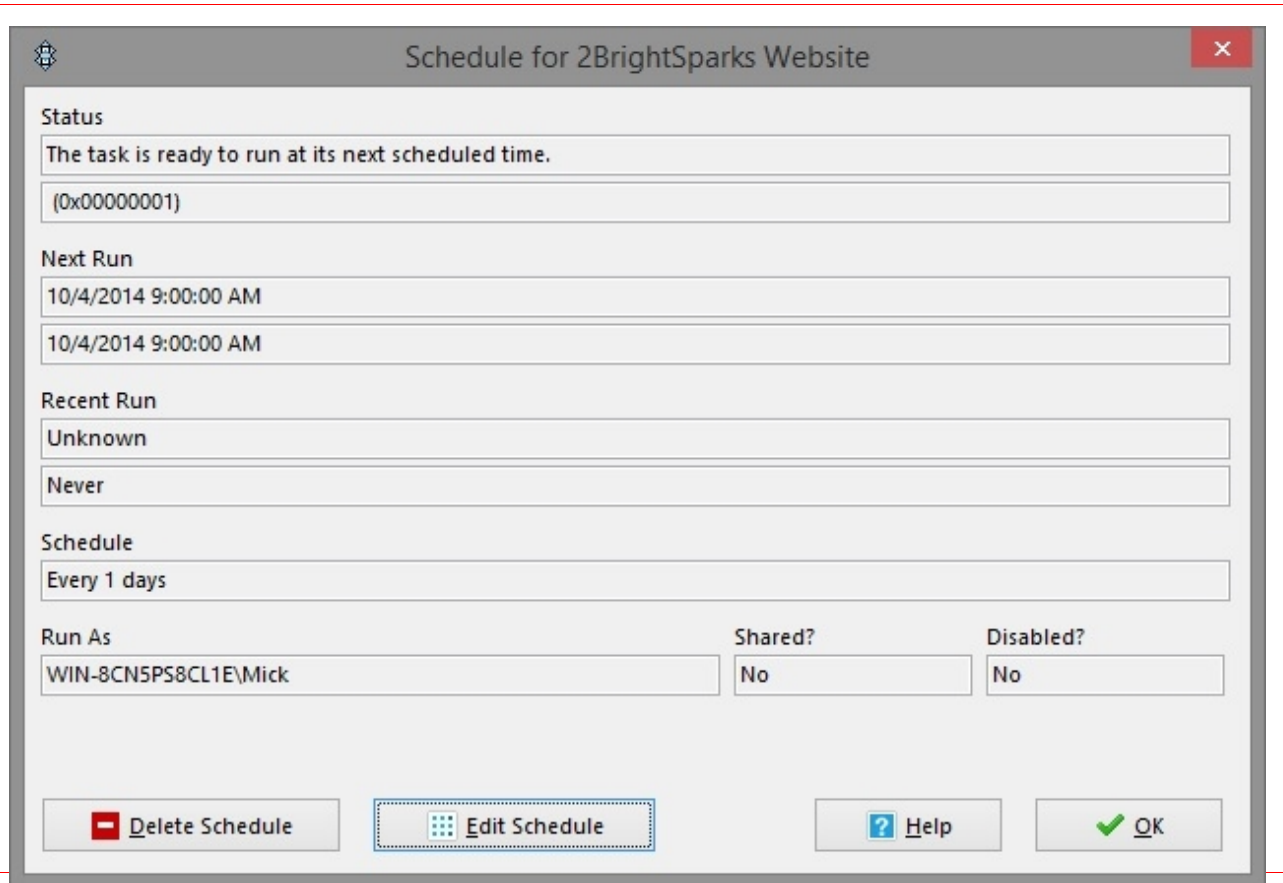 Schedule for 2BrightSparks Website
Status
The task is ready to run at its next scheduled time.
(0x00000001)
Next Run
10/4/2014 9:00:00 AM
10/4/2014 9:00:00 AM
Recent Run
Unknown
Never
Schedule
Every 1 days
Run As Shared? Disabled?
WIN-8CN5PS8CL1E\Mick No No
Delete Schedule Edit Schedule Help OK